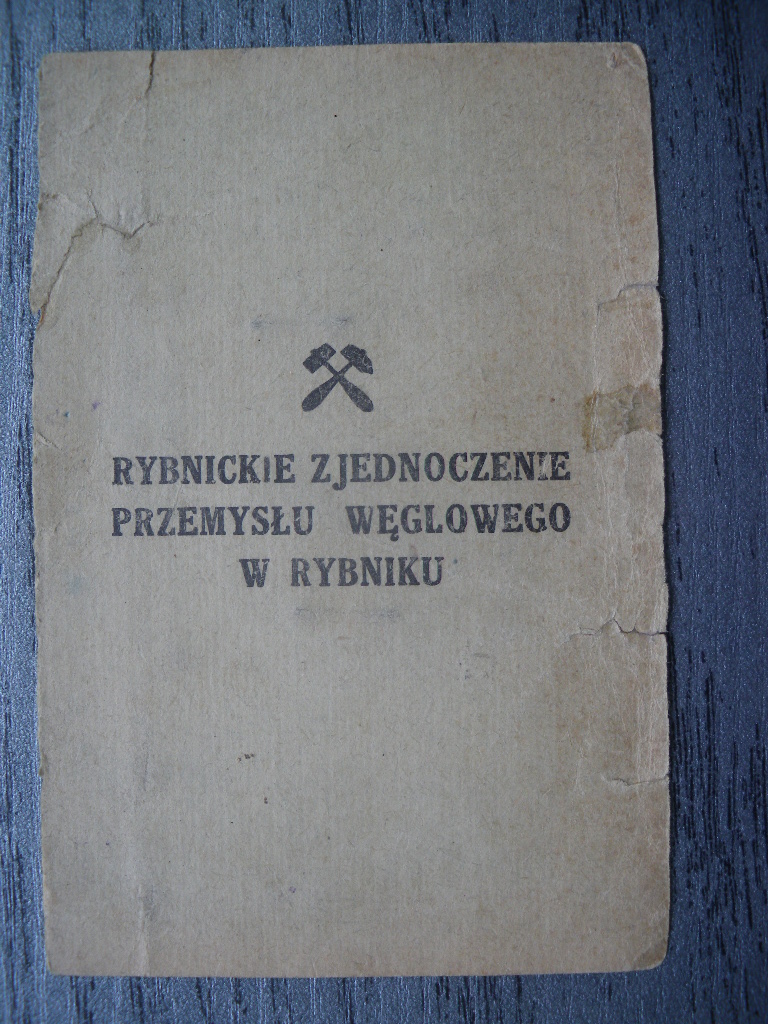 RYBNICKIE ZJEDNOCZENIE
PRZEMYSŁU WĘGLOWEGO
W RYBNIKU